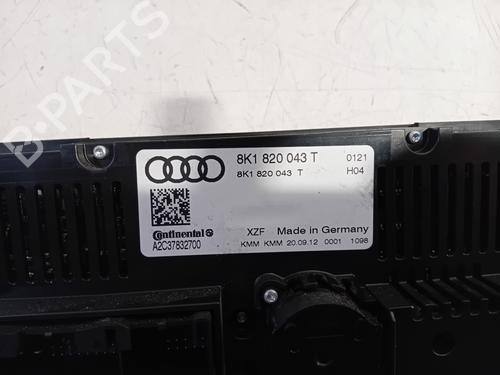 8K1 820 043 T 0121
8K1 820 043 T H04
Continental
A2C37832700
XZF Made in Germany
KMM KMM 20.09.12 0001 1098
B-PARTS
B-PARTS